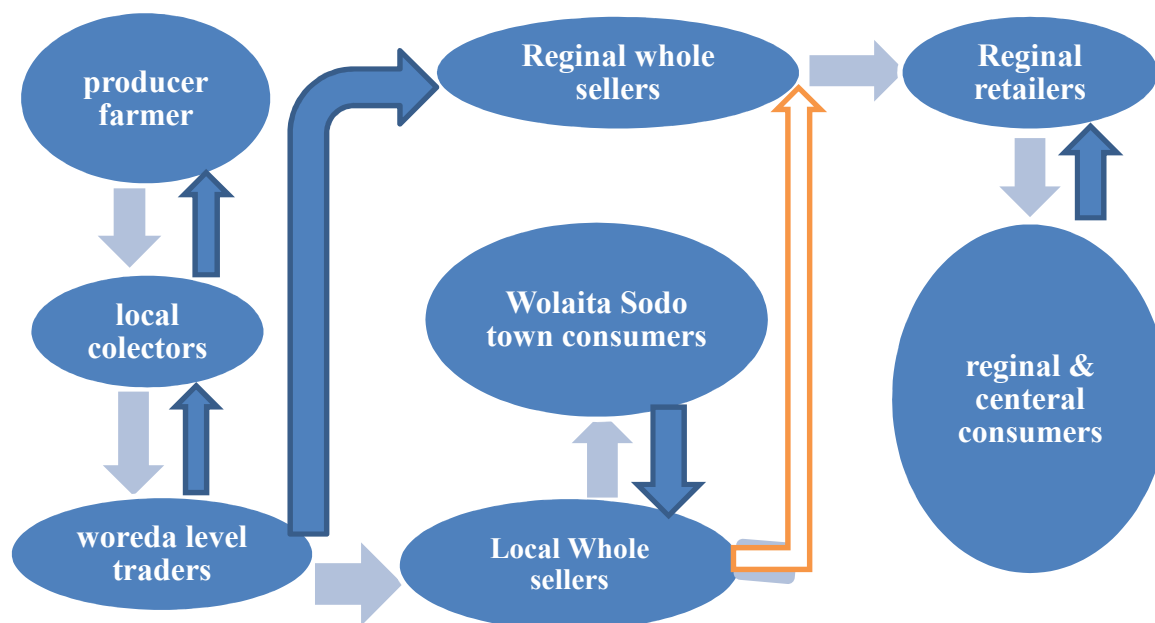 producer
farmer
Reginal whole
sellers
Reginal
retailers
local
colectors
Wolaita Sodo
town consumers
reginal &
centeral
consumers
woreda level
traders
Local Whole
sellers